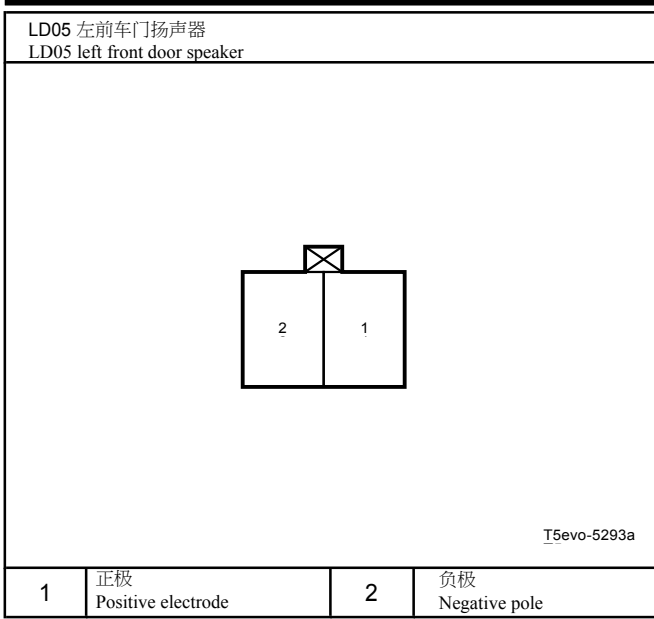 LD05 左前车门扬声器
LD05 left front door speaker
2 1
T5evo-5293a
1 正极 2 负极
Positive electrode Negative pole